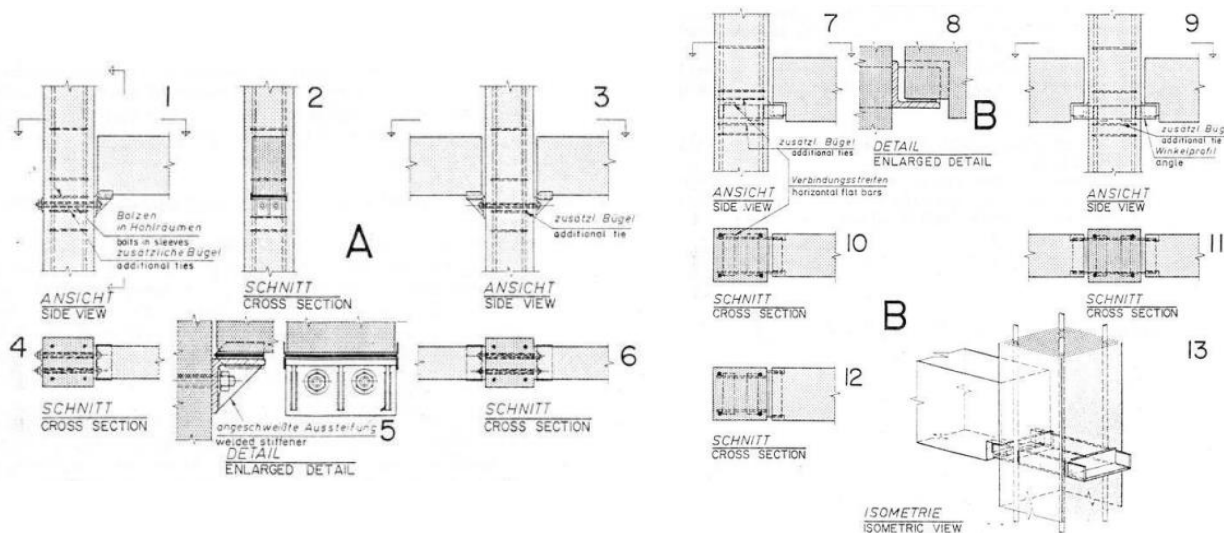 1
2
3
Bolzen
in Hohlräumen
bolts in sleeves
zusätzliche Bügel
additional ties
A
zusätzl. Bügel
additional tie
ANSICHT
SIDE VIEW
SCHNITT
CROSS SECTION
ANSICHT
SIDE VIEW
4
5
6
SCHNITT
CROSS SECTION
angeschweißte Aussteifung
welded stiffener
DETAIL
ENLARGED DETAIL
SCHNITT
CROSS SECTION
7
8
9
B
zusätzl. Bügel
additional ties
DETAIL
ENLARGED DETAIL
zusätzl. Büg
additional tie
Winkelprofil
angle
Verbindungsstreifen
horizontal flat bars
ANSICHT
SIDE VIEW
ANSICHT
SIDE VIEW
10
11
SCHNITT
CROSS SECTION
SCHNITT
CROSS SECTION
B
12
13
SCHNITT
CROSS SECTION
ISOMETRIE
ISOMETRIC VIEW